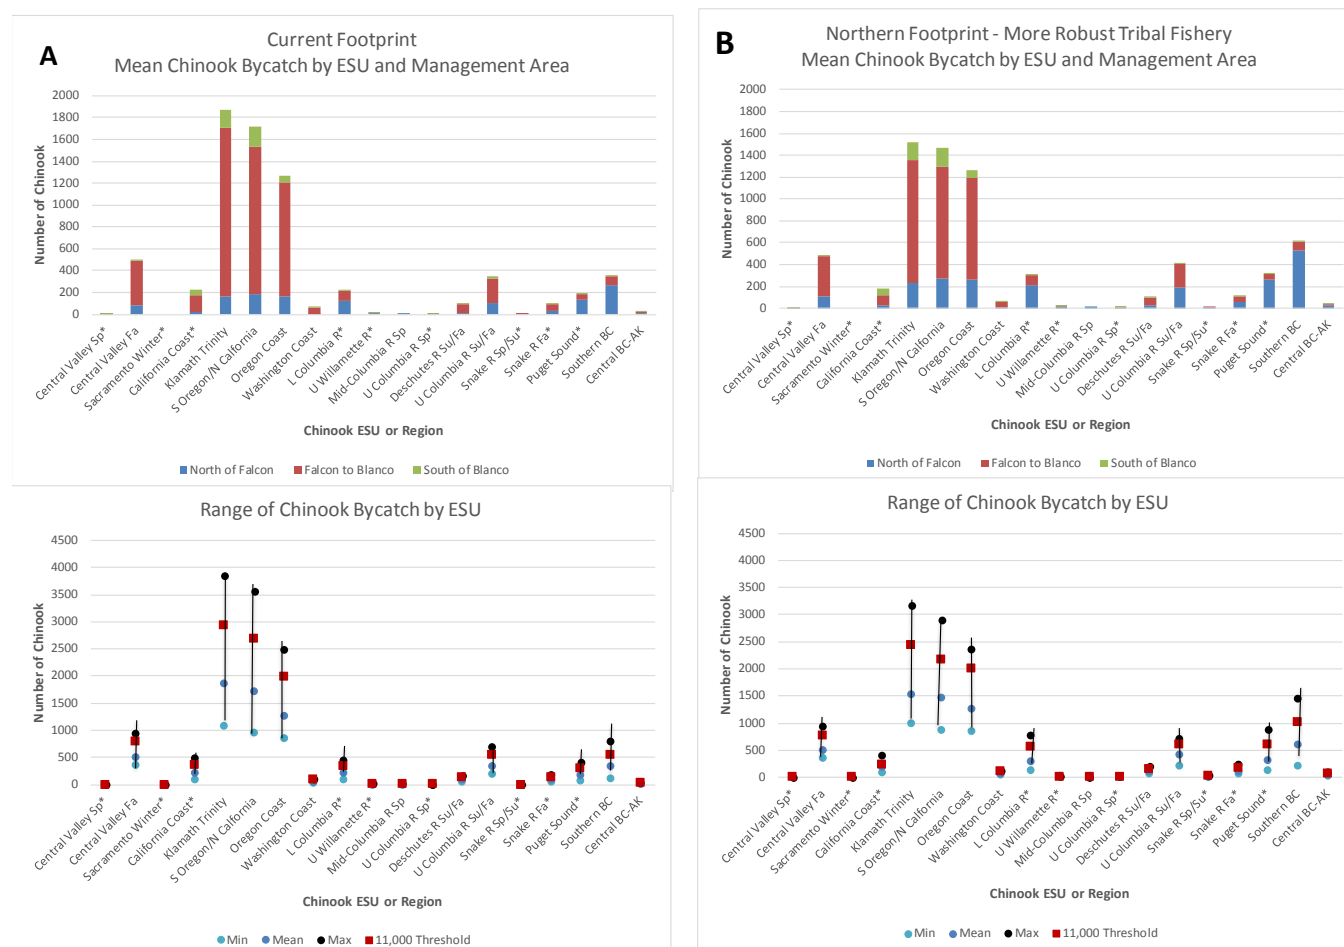 A
Current Footprint
Mean Chinook Bycatch by ESU and Management Area
Number of Chinook
2000
1800
1600
1400
1200
1000
800
600
400
200
0
Central Valley Sp*
Central Valley Fa
Sacramento Winter*
California Coast*
Klamath Trinity
S Oregon/N Calfornia
Oregon Coast
Washington Coast
L Columbia R*
U Willamette R*
Mid-Columbia R Sp
U Columbia R Sp*
Deschutes R Su/Fa
U Columbia R Su/Fa
Snake R Sp/Su*
Snake R Fa*
Puget Sound*
Southern BC
Central BC-AK
Chinook ESU or Region
North of Falcon
Falcon to Blanco
South of Blanco
B
Northern Footprint - More Robust Tribal Fishery
Mean Chinook Bycatch by ESU and Management Area
Number of Chinook
2000
1800
1600
1400
1200
1000
800
600
400
200
0
Central Valley Sp*
Central Valley Fa
Sacramento Winter*
California Coast*
Klamath Trinity
S Oregon/N Calfornia
Oregon Coast
Washington Coast
L Columbia R*
U Willamette R*
Mid-Columbia R Sp
U Columbia R Sp*
Deschutes R Su/Fa
U Columbia R Su/Fa
Snake R Sp/Su*
Snake R Fa*
Puget Sound*
Southern BC
Central BC-AK
Chinook ESU or Region
North of Falcon
Falcon to Blanco
South of Blanco
Range of Chinook Bycatch by ESU
Number of Chinook
4500
4000
3500
3000
2500
2000
1500
1000
500
0
Central Valley Sp*
Central Valley Fa
Sacramento Winter*
California Coast*
Klamath Trinity
S Oregon/N Calfornia
Oregon Coast
Washington Coast
L Columbia R*
U Willamette R*
Mid-Columbia R Sp
U Columbia R Sp*
Deschutes R Su/Fa
U Columbia R Su/Fa
Snake R Sp/Su*
Snake R Fa*
Puget Sound*
Southern BC
Central BC-AK
Chinook ESU or Region
Min
Mean
Max
11,000 Threshold
Range of Chinook Bycatch by ESU
Number of Chinook
4500
4000
3500
3000
2500
2000
1500
1000
500
0
Central Valley Sp*
Central Valley Fa
Sacramento Winter*
California Coast*
Klamath Trinity
S Oregon/N Calfornia
Oregon Coast
Washington Coast
L Columbia R*
U Willamette R*
Mid-Columbia R Sp
U Columbia R Sp*
Deschutes R Su/Fa
U Columbia R Su/Fa
Snake R Sp/Su*
Snake R Fa*
Puget Sound*
Southern BC
Central BC-AK
Chinook ESU or Region
Min
Mean
Max
11,000 Threshold